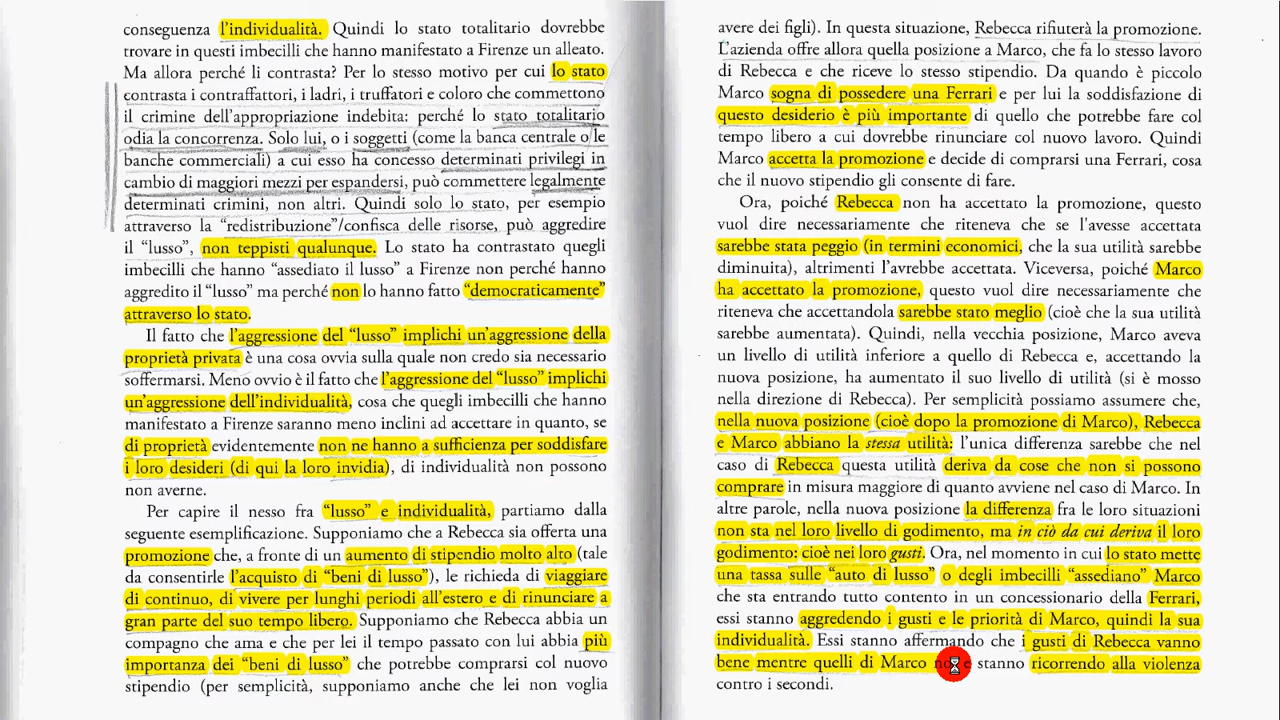 conseguenza l'individualità. Quindi lo stato totalitario dovrebbe
trovare in questi imbecilli che hanno manifestato a Firenze un alleato.
Ma allora perché li contrasta? Per lo stesso motivo per cui lo stato
contrasta i contraffattori, i ladri, i truffatori e coloro che commettono
il crimine dell'appropriazione indebita: perché lo stato totalitario
odia la concorrenza. Solo lui, o i soggetti (come la banca centrale o le
banche commerciali) a cui esso ha concesso determinati privilegi in
cambio di maggiori mezzi per espandersi, può commettere legalmente
determinati crimini, non altri. Quindi solo lo stato, per esempio
attraverso la “redistribuzione”/confisca delle risorse, può aggredire
il “lusso”, non teppisti qualunque. Lo stato ha contrastato quegli
imbecilli che hanno “assediato il lusso” a Firenze non perché hanno
aggredito il “lusso” ma perché non lo hanno fatto “democraticamente”
attraverso lo stato.
Il fatto che l'aggressione del “lusso” implichi un'aggressione della
proprietà privata è una cosa ovvia sulla quale non credo sia necessario
soffermarsi. Meno ovvio è il fatto che l'aggressione del “lusso” implichi
un'aggressione dell'individualità, cosa che quegli imbecilli che hanno
manifestato a Firenze saranno meno inclini ad accettare in quanto, se
di proprietà evidentemente non ne hanno a sufficienza per soddisfare
i loro desideri (di qui la loro invidia), di individualità non possono
non averne.
Per capire il nesso fra “lusso” e individualità, partiamo dalla
seguente esemplificazione. Supponiamo che a Rebecca sia offerta una
promozione che, a fronte di un aumento di stipendio molto alto (tale
da consentirle l'acquisto di “beni di lusso”), le richieda di viaggiare
di continuo, di vivere per lunghi periodi all'estero e di rinunciare a
gran parte del suo tempo libero. Supponiamo che Rebecca abbia un
compagno che ama e che per lei il tempo passato con lui abbia più
importanza dei “beni di lusso” che potrebbe comprarsi col nuovo
stipendio (per semplicità, supponiamo anche che lei non voglia
avere dei figli). In questa situazione, Rebecca rifiuterà la promozione.
L'azienda offre allora quella posizione a Marco, che fa lo stesso lavoro
di Rebecca e che riceve lo stesso stipendio. Da quando è piccolo
Marco sogna di possedere una Ferrari e per lui la soddisfazione di
questo desiderio è più importante di quello che potrebbe fare col
tempo libero a cui dovrebbe rinunciare col nuovo lavoro. Quindi
Marco accetta la promozione e decide di comprarsi una Ferrari, cosa
che il nuovo stipendio gli consente di fare.
Ora, poiché Rebecca non ha accettato la promozione, questo
vuol dire necessariamente che riteneva che se l'avesse accettata
sarebbe stata peggio (in termini economici, che la sua utilità sarebbe
diminuita), altrimenti l'avrebbe accettata. Viceversa, poiché Marco
ha accettato la promozione, questo vuol dire necessariamente che
riteneva che accettandola sarebbe stato meglio (cioè che la sua utilità
sarebbe aumentata). Quindi, nella vecchia posizione, Marco aveva
un livello di utilità inferiore a quello di Rebecca e, accettando la
nuova posizione, ha aumentato il suo livello di utilità (si è mosso
nella direzione di Rebecca). Per semplicità possiamo assumere che,
nella nuova posizione (cioè dopo la promozione di Marco), Rebecca
e Marco abbiano la stessa utilità: l'unica differenza sarebbe che nel
caso di Rebecca questa utilità deriva da cose che non si possono
comprare in misura maggiore di quanto avviene nel caso di Marco. In
altre parole, nella nuova posizione la differenza fra le loro situazioni
non sta nel loro livello di godimento, ma in ciò da cui deriva il loro
godimento: cioè nei loro gusti. Ora, nel momento in cui lo stato mette
una tassa sulle “auto di lusso” o degli imbecilli “assediano” Marco
che sta entrando tutto contento in un concessionario della Ferrari,
essi stanno aggredendo i gusti e le priorità di Marco, quindi la sua
individualità. Essi stanno affermando che i gusti di Rebecca vanno
bene mentre quelli di Marco stanno ricorrendo alla violenza
contro i secondi.